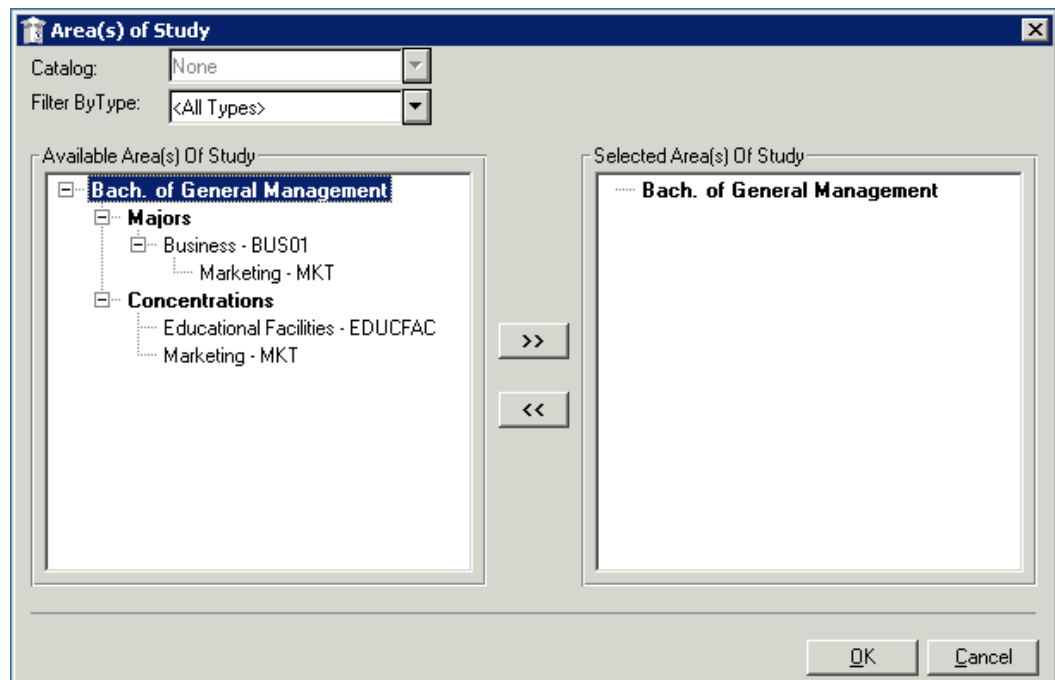 Area(s) of Study
Catalog: None
Filter ByType: <All Types>
Available Area(s) Of Study
Bach. of General Management
Majors
Business - BUS01
Marketing - MKT
Concentrations
Educational Facilities - EDUCFAC
Marketing - MKT
>>
<<
Selected Area(s) Of Study
Bach. of General Management
OK
Cancel